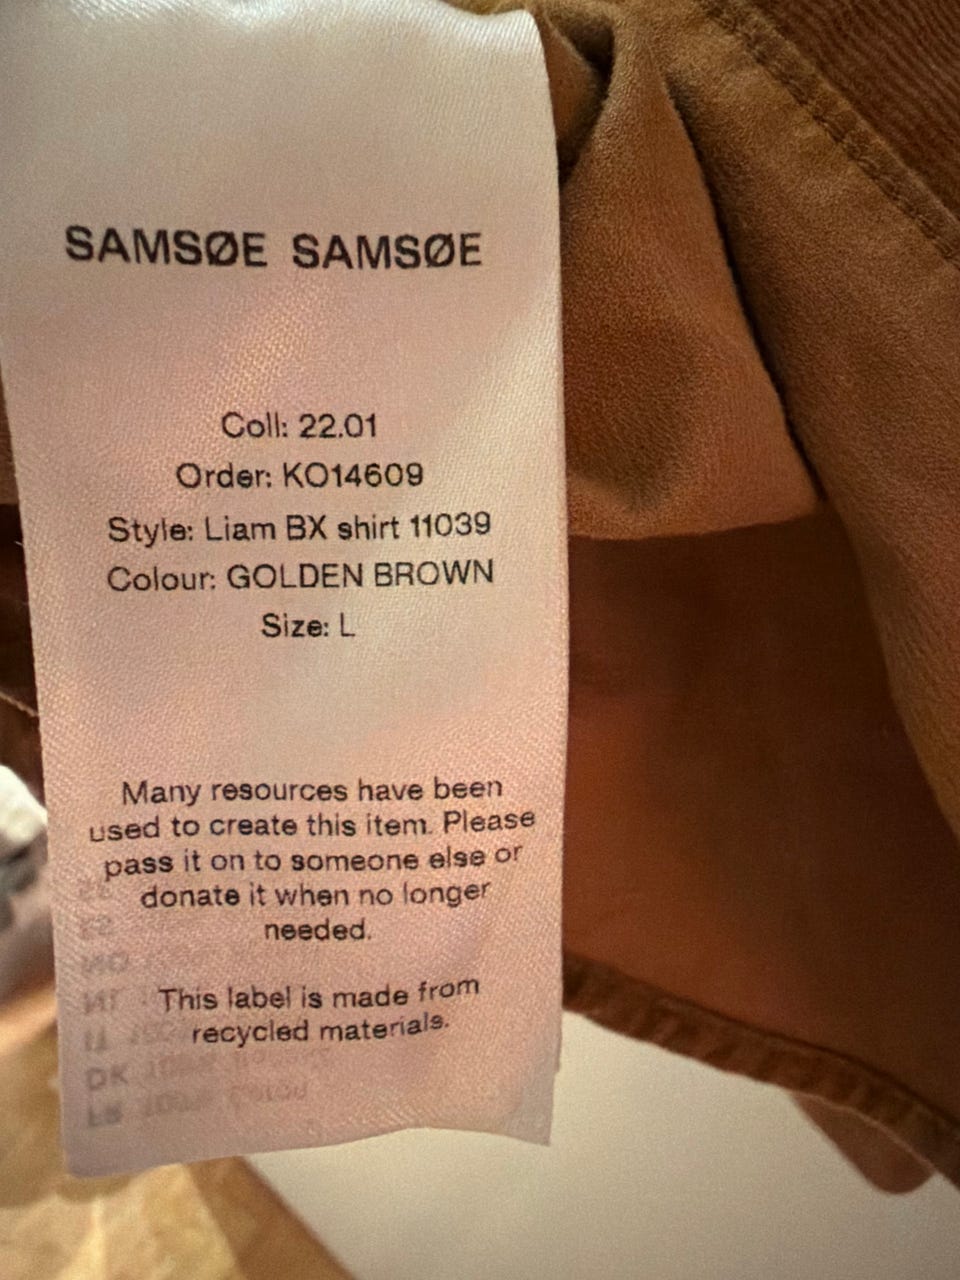 SAMSØE SAMSØE
Coll: 22.01
Order: KO14609
Style: Liam BX shirt 11039
Colour: GOLDEN BROWN
Size: L
Many resources have been
used to create this item. Please
pass it on to someone else or
donate it when no longer
needed.
This label is made from
recycled materials.